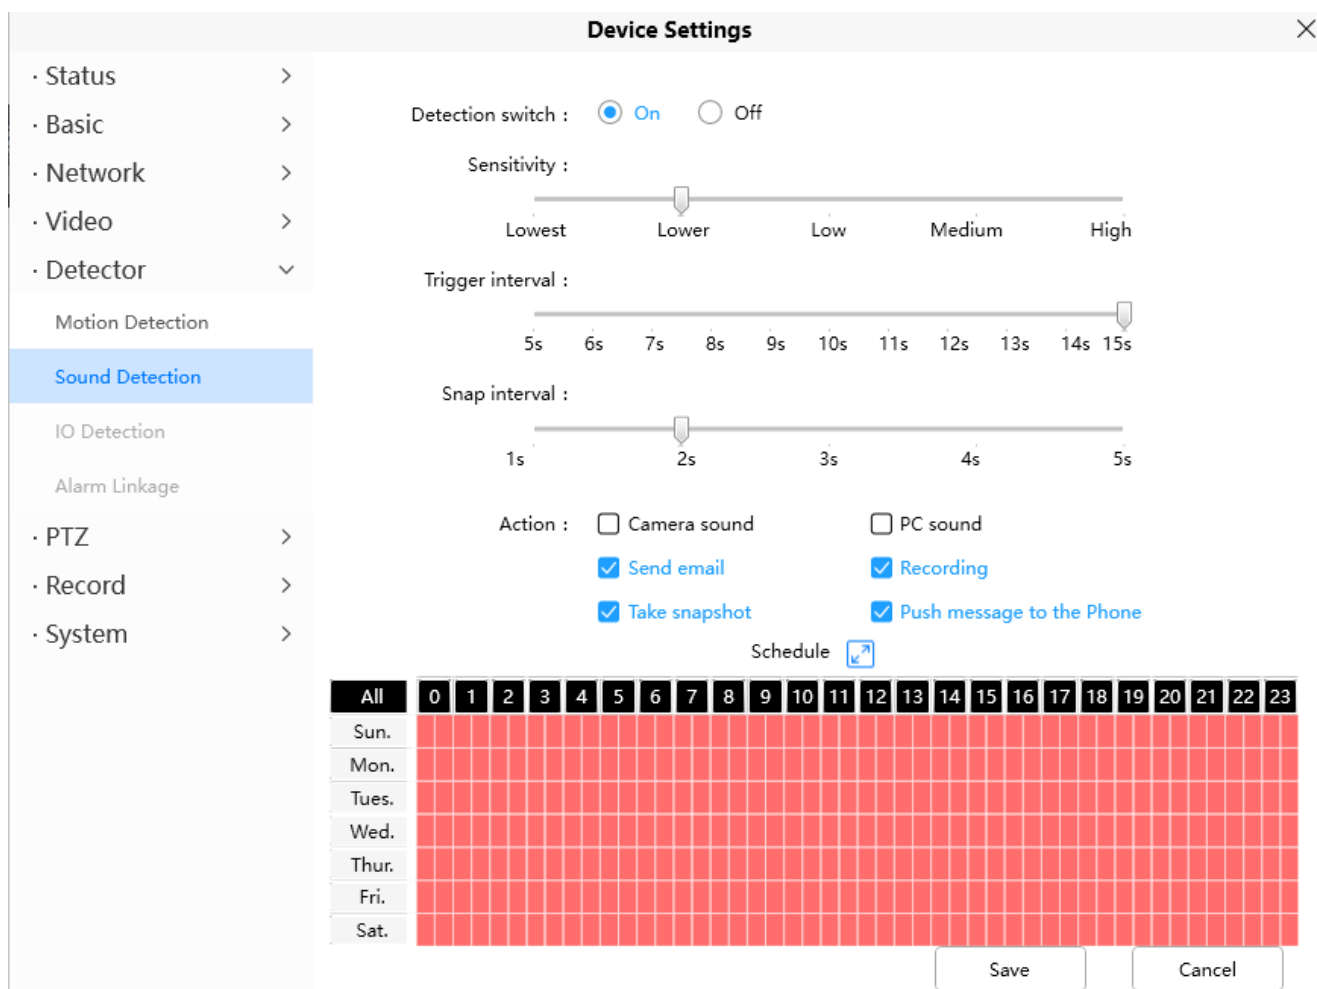 Device Settings
· Status
· Basic
· Network
· Video
· Detector
Motion Detection
Sound Detection
IO Detection
Alarm Linkage
· PTZ
· Record
· System
Detection switch : On Off
Sensitivity :
Lowest Lower Low Medium High
Trigger interval :
5s 6s 7s 8s 9s 10s 11s 12s 13s 14s 15s
Snap interval :
1s 2s 3s 4s 5s
Action : Camera sound PC sound
Send email Recording
Take snapshot Push message to the Phone
Schedule
All 0 1 2 3 4 5 6 7 8 9 10 11 12 13 14 15 16 17 18 19 20 21 22 23
Sun.
Mon.
Tues.
Wed.
Thur.
Fri.
Sat.
Save Cancel